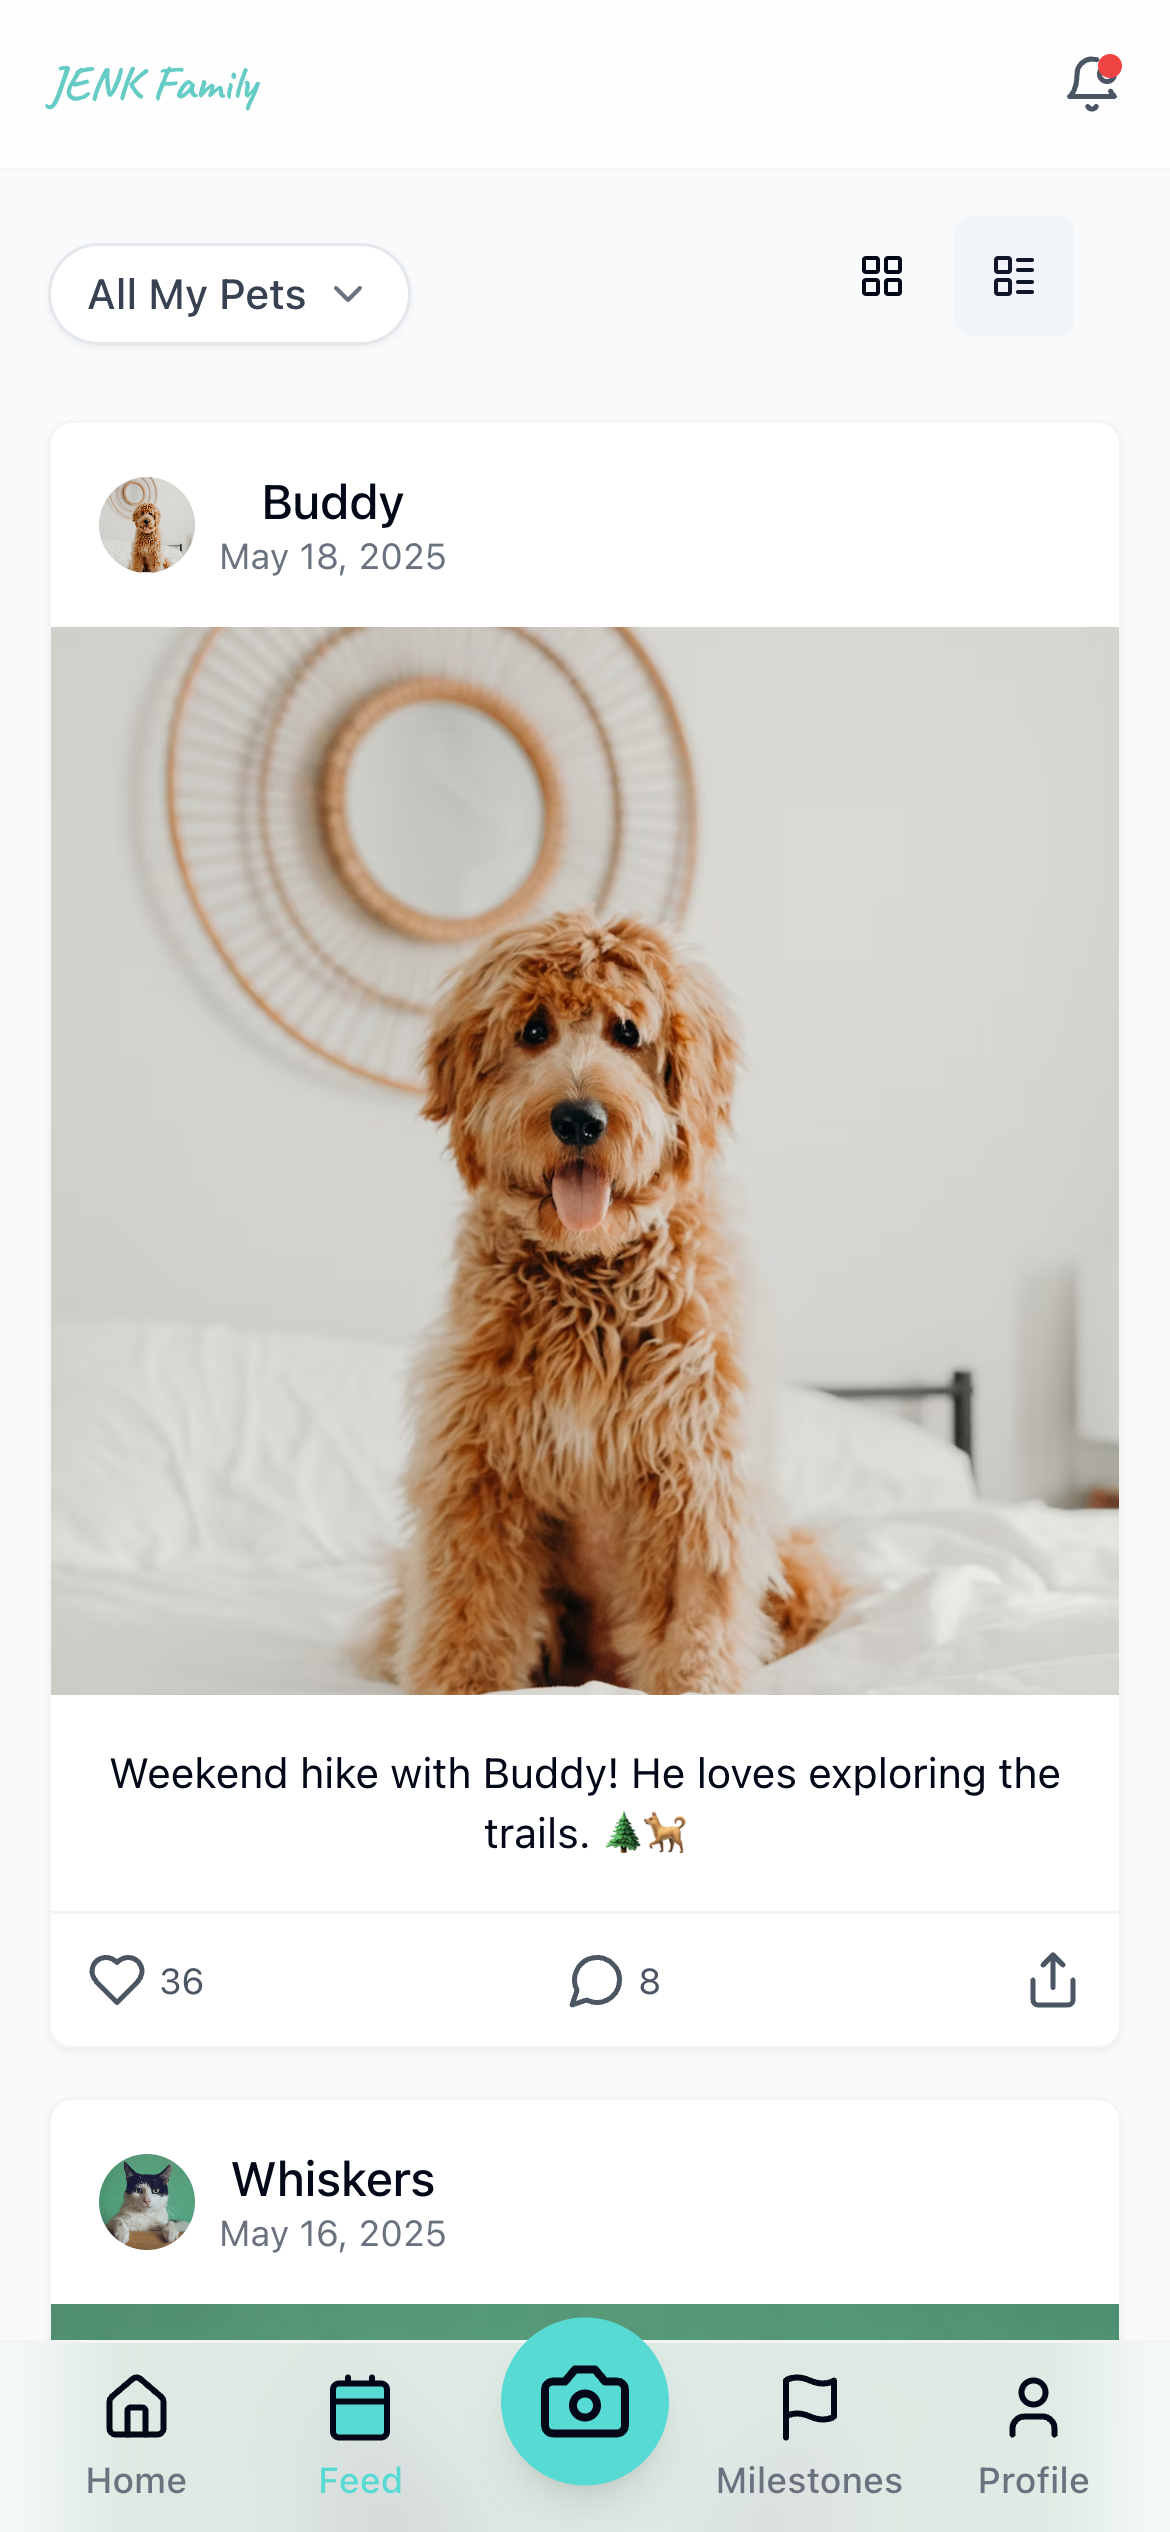 JENK Family
All My Pets
Buddy
May 18, 2025
Weekend hike with Buddy! He loves exploring the
trails. 🌲🐕
36
8
Whiskers
May 16, 2025
Home
Feed
Milestones
Profile